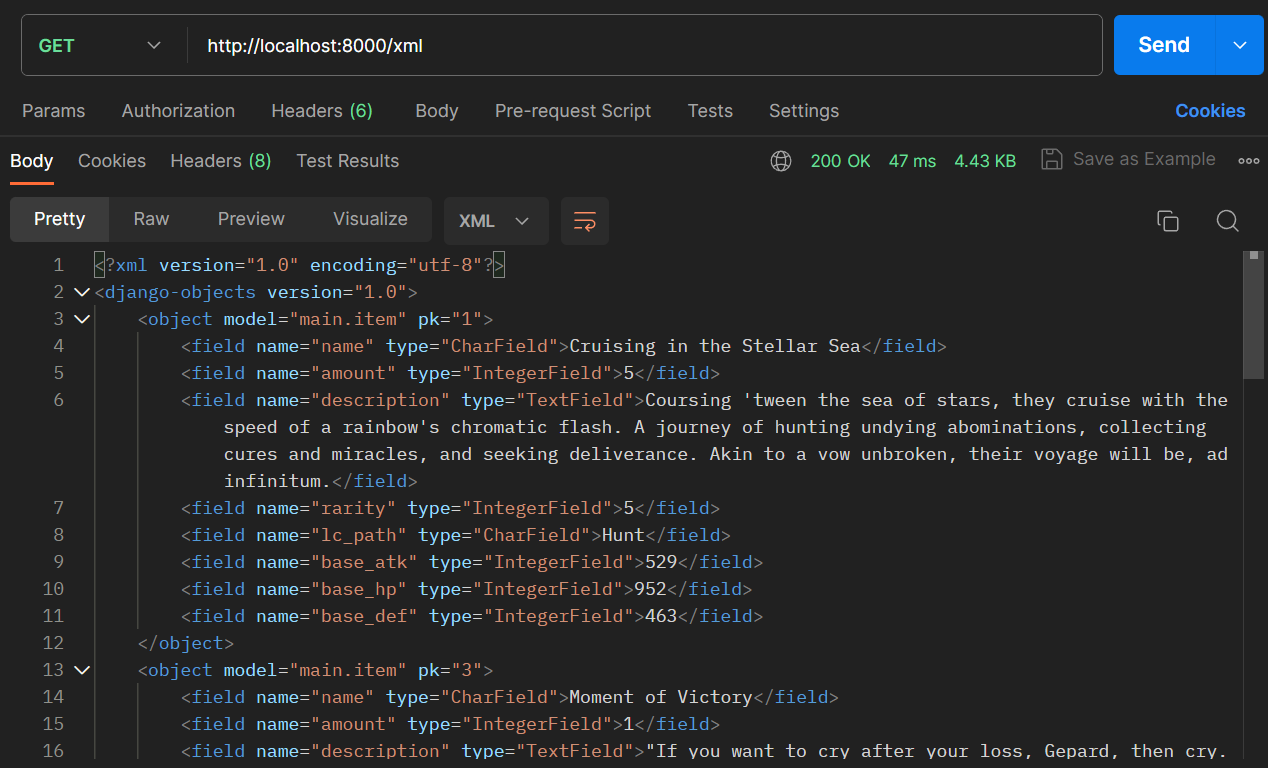 GET http://localhost:8000/xml Send
Params Authorization Headers (6) Body Pre-request Script Tests Settings Cookies
Body Cookies Headers (8) Test Results 200 OK 47 ms 4.43 KB Save as Example
Pretty Raw Preview Visualize XML
1 <?xml version="1.0" encoding="utf-8"?>
2 <django-objects version="1.0">
3 <object model="main.item" pk="1">
4 <field name="name" type="CharField">Cruising in the Stellar Sea</field>
5 <field name="amount" type="IntegerField">5</field>
6 <field name="description" type="TextField">Coursing 'tween the sea of stars, they cruise with the
speed of a rainbow's chromatic flash. A journey of hunting undying abominations, collecting
cures and miracles, and seeking deliverance. Akin to a vow unbroken, their voyage will be, ad
infinitum.</field>
7 <field name="rarity" type="IntegerField">5</field>
8 <field name="lc_path" type="CharField">Hunt</field>
9 <field name="base_atk" type="IntegerField">529</field>
10 <field name="base_hp" type="IntegerField">952</field>
11 <field name="base_def" type="IntegerField">463</field>
12 </object>
13 <object model="main.item" pk="3">
14 <field name="name" type="CharField">Moment of Victory</field>
15 <field name="amount" type="IntegerField">1</field>
16 <field name="description" type="TextField">"If you want to cry after your loss, Gepard, then cry.